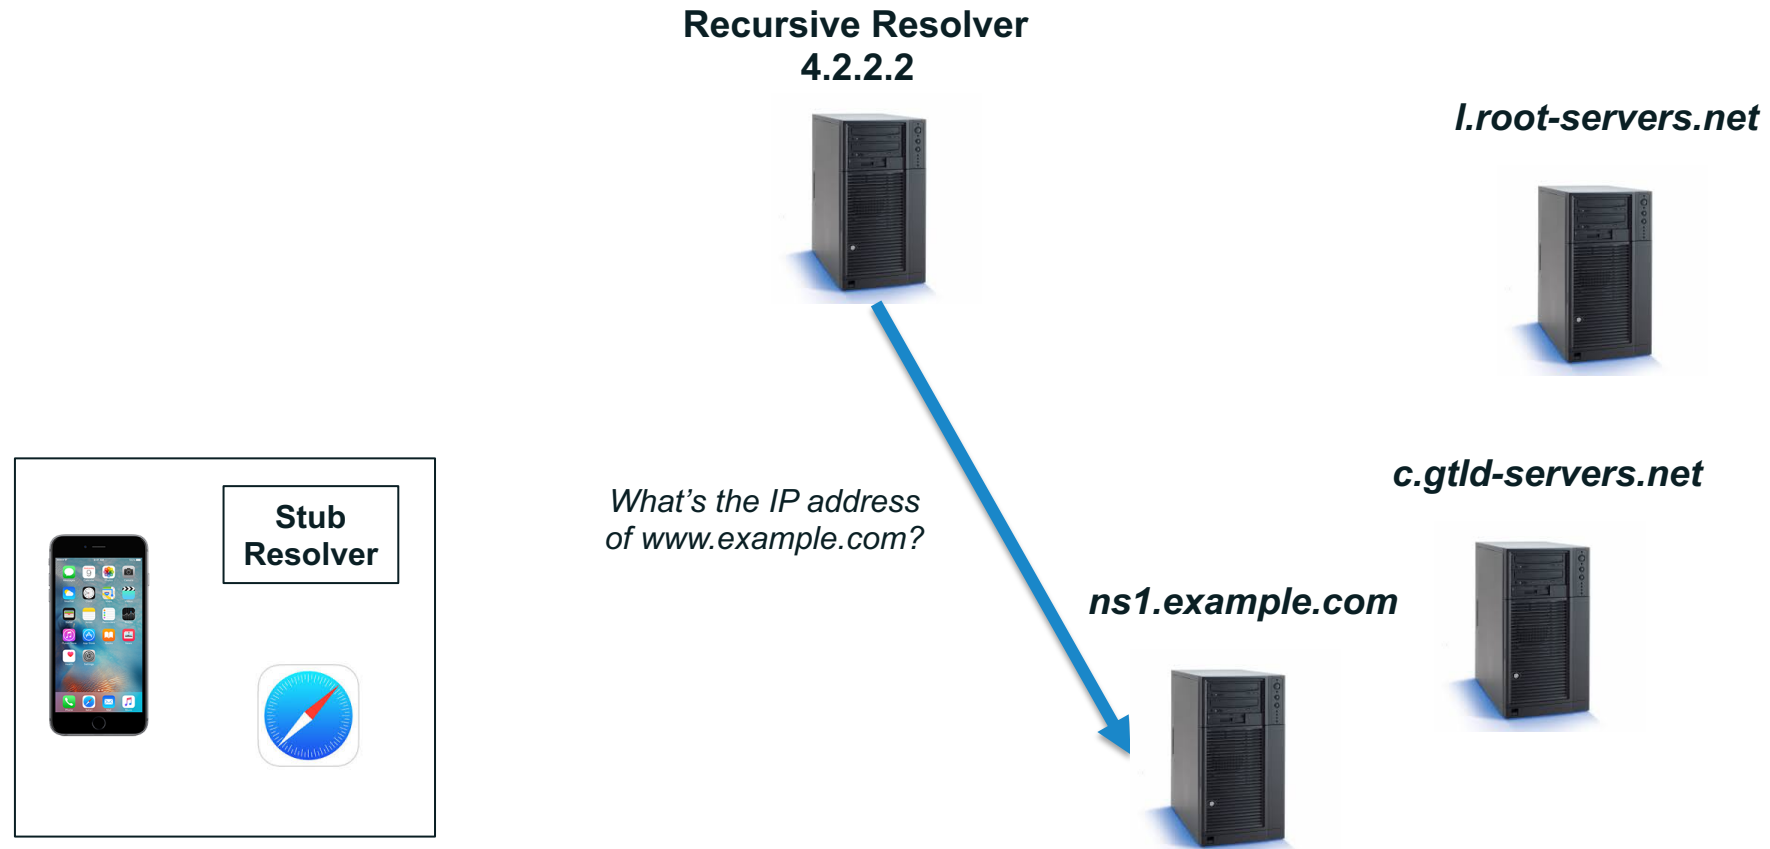 Recursive Resolver
4.2.2.2
l.root-servers.net
c.gtld-servers.net
Stub
Resolver
What’s the IP address
of www.example.com?
ns1.example.com